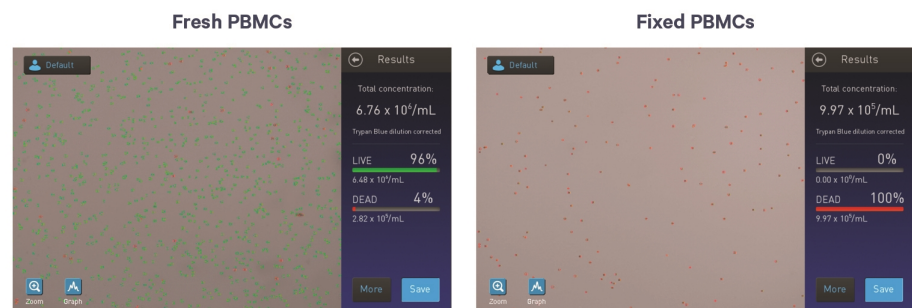 Fresh PBMCs
Default
Results
Total concentration:
6.76 x 10⁶/mL
Trypan Blue dilution corrected
LIVE 96%
6.48 x 10⁶/mL
DEAD 4%
2.82 x 10⁵/mL
Zoom
Graph
More
Save
Fixed PBMCs
Default
Results
Total concentration:
9.97 x 10⁵/mL
Trypan Blue dilution corrected
LIVE 0%
0.00 x 10⁰/mL
DEAD 100%
9.97 x 10⁵/mL
Zoom
Graph
More
Save